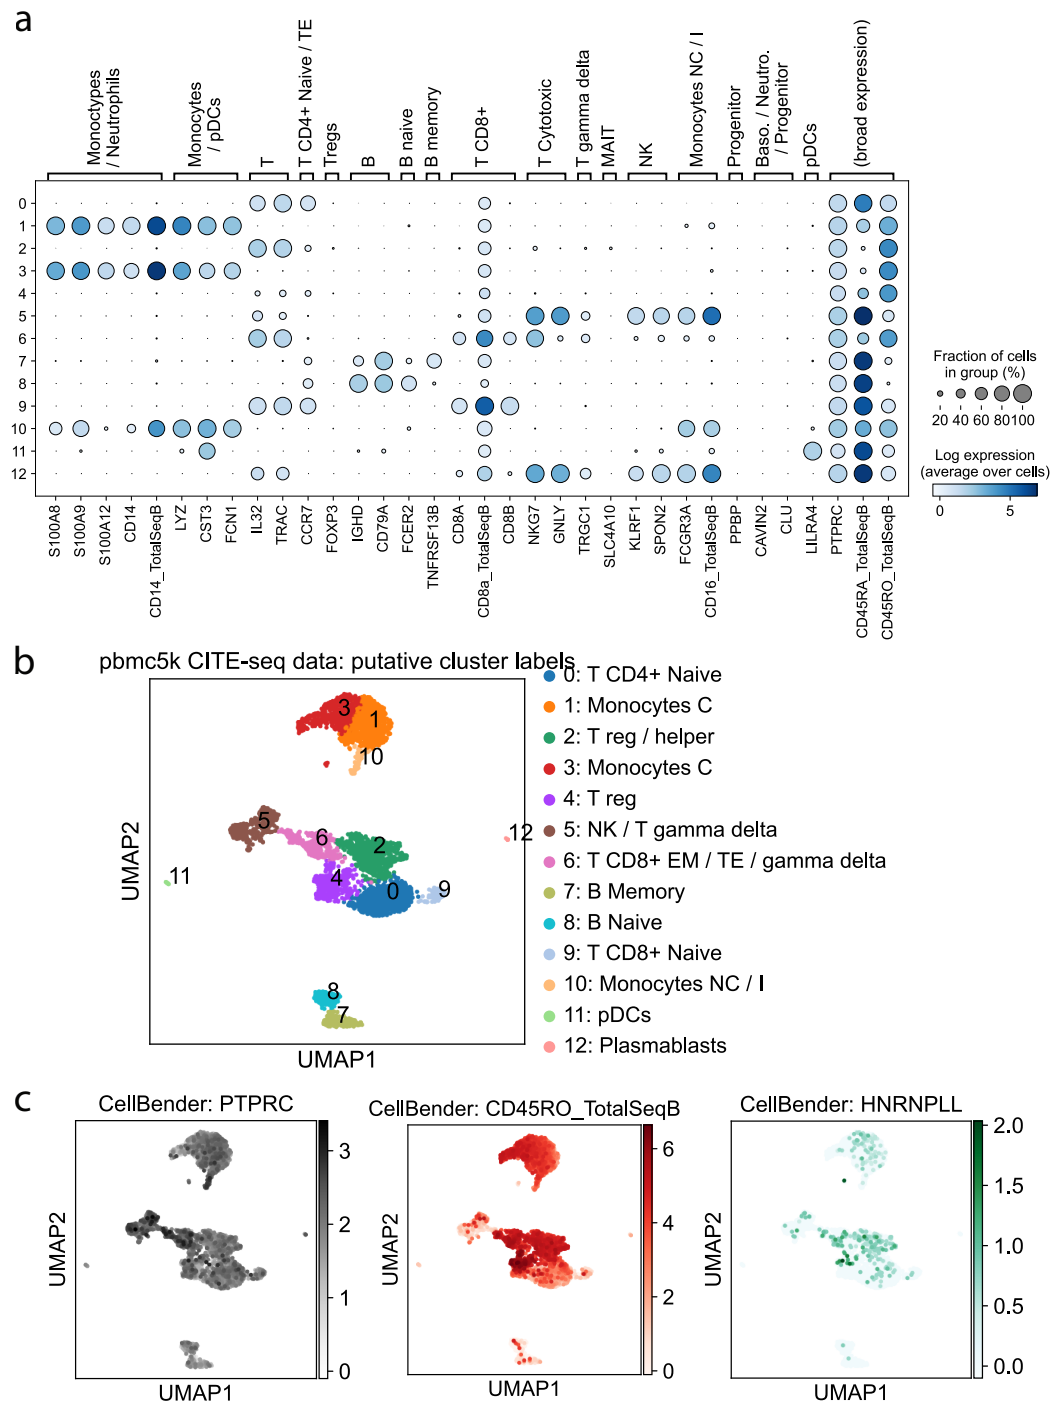 a
Monoctypes
/ Neutrophils
Monocytes
/ pDCs
T
T CD4+ Naive / TE
Tregs
B
B naive
B memory
T CD8+
T Cytotoxic
T gamma delta
MAIT
NK
Monocytes NC / I
Progenitor
Baso. / Neutro.
/ Progenitor
pDCs
(broad expression)
0
1
2
3
4
5
6
7
8
9
10
11
12
S100A8
S100A9
S100A12
CD14
CD14_TotalSeqB
LYZ
CST3
FCN1
IL32
TRAC
CCR7
FOXP3
IGHD
CD79A
FCER2
TNFRSF13B
CD8A
CD8a_TotalSeqB
CD8B
NKG7
GNLY
TRGC1
SLC4A10
KLRF1
SPON2
FCGR3A
CD16_TotalSeqB
PPBP
CAVIN2
CLU
LILRA4
PTPRC
CD45RA_TotalSeqB
CD45RO_TotalSeqB
Fraction of cells
in group (%)
20 40 60 80 100
Log expression
(average over cells)
0 5
b
pbmc5k CITE-seq data: putative cluster labels
UMAP2
UMAP1
3
1
10
5
6
2
12
11
4
0
9
8
7
0: T CD4+ Naive
1: Monocytes C
2: T reg / helper
3: Monocytes C
4: T reg
5: NK / T gamma delta
6: T CD8+ EM / TE / gamma delta
7: B Memory
8: B Naive
9: T CD8+ Naive
10: Monocytes NC / I
11: pDCs
12: Plasmablasts
c
CellBender: PTPRC
UMAP2
UMAP1
3
2
1
0
CellBender: CD45RO_TotalSeqB
UMAP2
UMAP1
6
4
2
0
CellBender: HNRNPLL
UMAP2
UMAP1
2.0
1.5
1.0
0.5
0.0